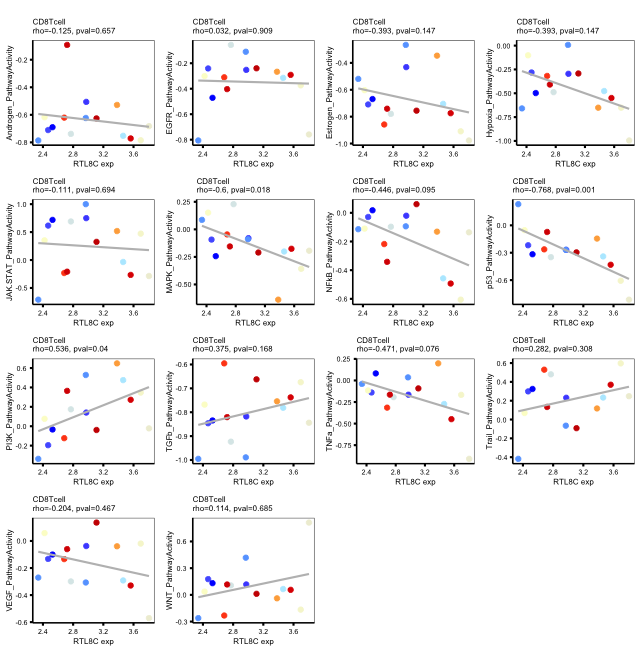 CD8Tcell
rho=-0.125, pval=0.657
Androgen_PathwayActivity
0.0
-0.2
-0.4
-0.6
-0.8
2.4 2.8 3.2 3.6
RTL8C exp
CD8Tcell
rho=0.032, pval=0.909
EGFR_PathwayActivity
0.0
-0.2
-0.4
-0.6
-0.8
2.4 2.8 3.2 3.6
RTL8C exp
CD8Tcell
rho=-0.393, pval=0.147
Estrogen_PathwayActivity
-0.4
-0.6
-0.8
-1.0
2.4 2.8 3.2 3.6
RTL8C exp
CD8Tcell
rho=-0.393, pval=0.147
Hypoxia_PathwayActivity
0.00
-0.25
-0.50
-0.75
-1.00
2.4 2.8 3.2 3.6
RTL8C exp
CD8Tcell
rho=-0.111, pval=0.694
JAK-STAT_PathwayActivity
1.0
0.5
0.0
-0.5
2.4 2.8 3.2 3.6
RTL8C exp
CD8Tcell
rho=-0.6, pval=0.018
MAPK_PathwayActivity
0.25
0.00
-0.25
-0.50
2.4 2.8 3.2 3.6
RTL8C exp
CD8Tcell
rho=-0.446, pval=0.095
NFkB_PathwayActivity
0.0
-0.2
-0.4
-0.6
2.4 2.8 3.2 3.6
RTL8C exp
CD8Tcell
rho=-0.768, pval=0.001
p53_PathwayActivity
0.0
-0.3
-0.6
2.4 2.8 3.2 3.6
RTL8C exp
CD8Tcell
rho=0.536, pval=0.04
PI3K_PathwayActivity
0.6
0.4
0.2
0.0
-0.2
-0.4
2.4 2.8 3.2 3.6
RTL8C exp
CD8Tcell
rho=0.375, pval=0.168
TGFb_PathwayActivity
-0.6
-0.7
-0.8
-0.9
-1.0
2.4 2.8 3.2 3.6
RTL8C exp
CD8Tcell
rho=-0.471, pval=0.076
TNFa_PathwayActivity
0.25
0.00
-0.25
-0.50
-0.75
2.4 2.8 3.2 3.6
RTL8C exp
CD8Tcell
rho=0.282, pval=0.308
Trail_PathwayActivity
0.6
0.4
0.2
0.0
-0.2
-0.4
2.4 2.8 3.2 3.6
RTL8C exp
CD8Tcell
rho=-0.204, pval=0.467
VEGF_PathwayActivity
0.0
-0.2
-0.4
-0.6
2.4 2.8 3.2 3.6
RTL8C exp
CD8Tcell
rho=0.114, pval=0.685
WNT_PathwayActivity
0.6
0.3
0.0
-0.3
2.4 2.8 3.2 3.6
RTL8C exp